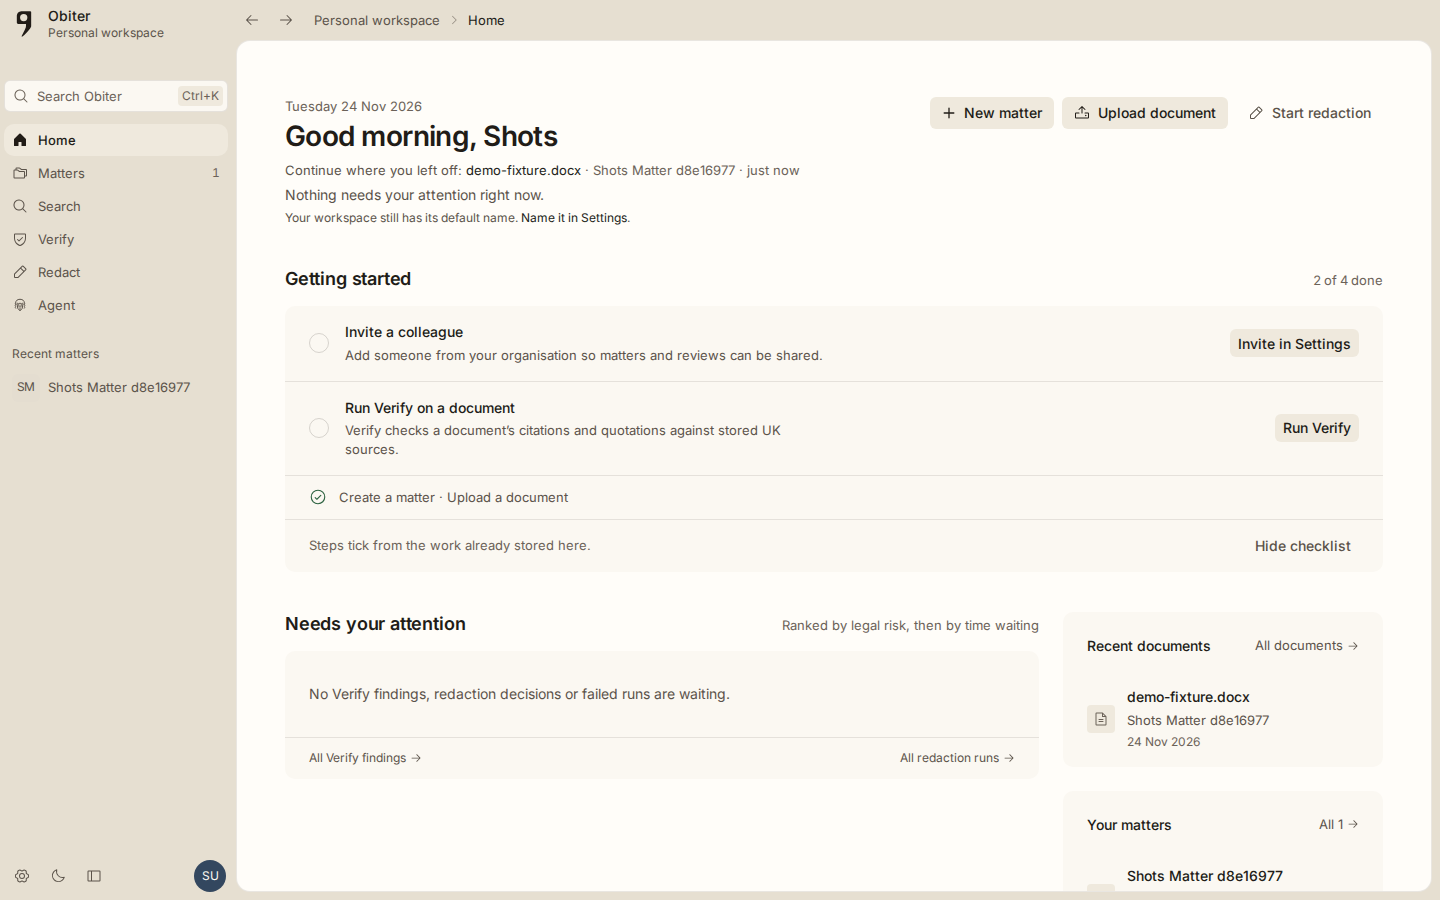 Obiter
Personal workspace
Search Obiter
Ctrl+K
Home
Matters
1
Search
Verify
Redact
Agent
Recent matters
SM
Shots Matter d8e16977
SU
Personal workspace
Home
Tuesday 24 Nov 2026
Good morning, Shots
Continue where you left off: demo-fixture.docx · Shots Matter d8e16977 · just now
Nothing needs your attention right now.
Your workspace still has its default name. Name it in Settings.
New matter
Upload document
Start redaction
Getting started
2 of 4 done
Invite a colleague
Add someone from your organisation so matters and reviews can be shared.
Invite in Settings
Run Verify on a document
Verify checks a document’s citations and quotations against stored UK
sources.
Run Verify
Create a matter · Upload a document
Steps tick from the work already stored here.
Hide checklist
Needs your attention
Ranked by legal risk, then by time waiting
No Verify findings, redaction decisions or failed runs are waiting.
All Verify findings →
All redaction runs →
Recent documents
All documents →
demo-fixture.docx
Shots Matter d8e16977
24 Nov 2026
Your matters
All 1 →
Shots Matter d8e16977